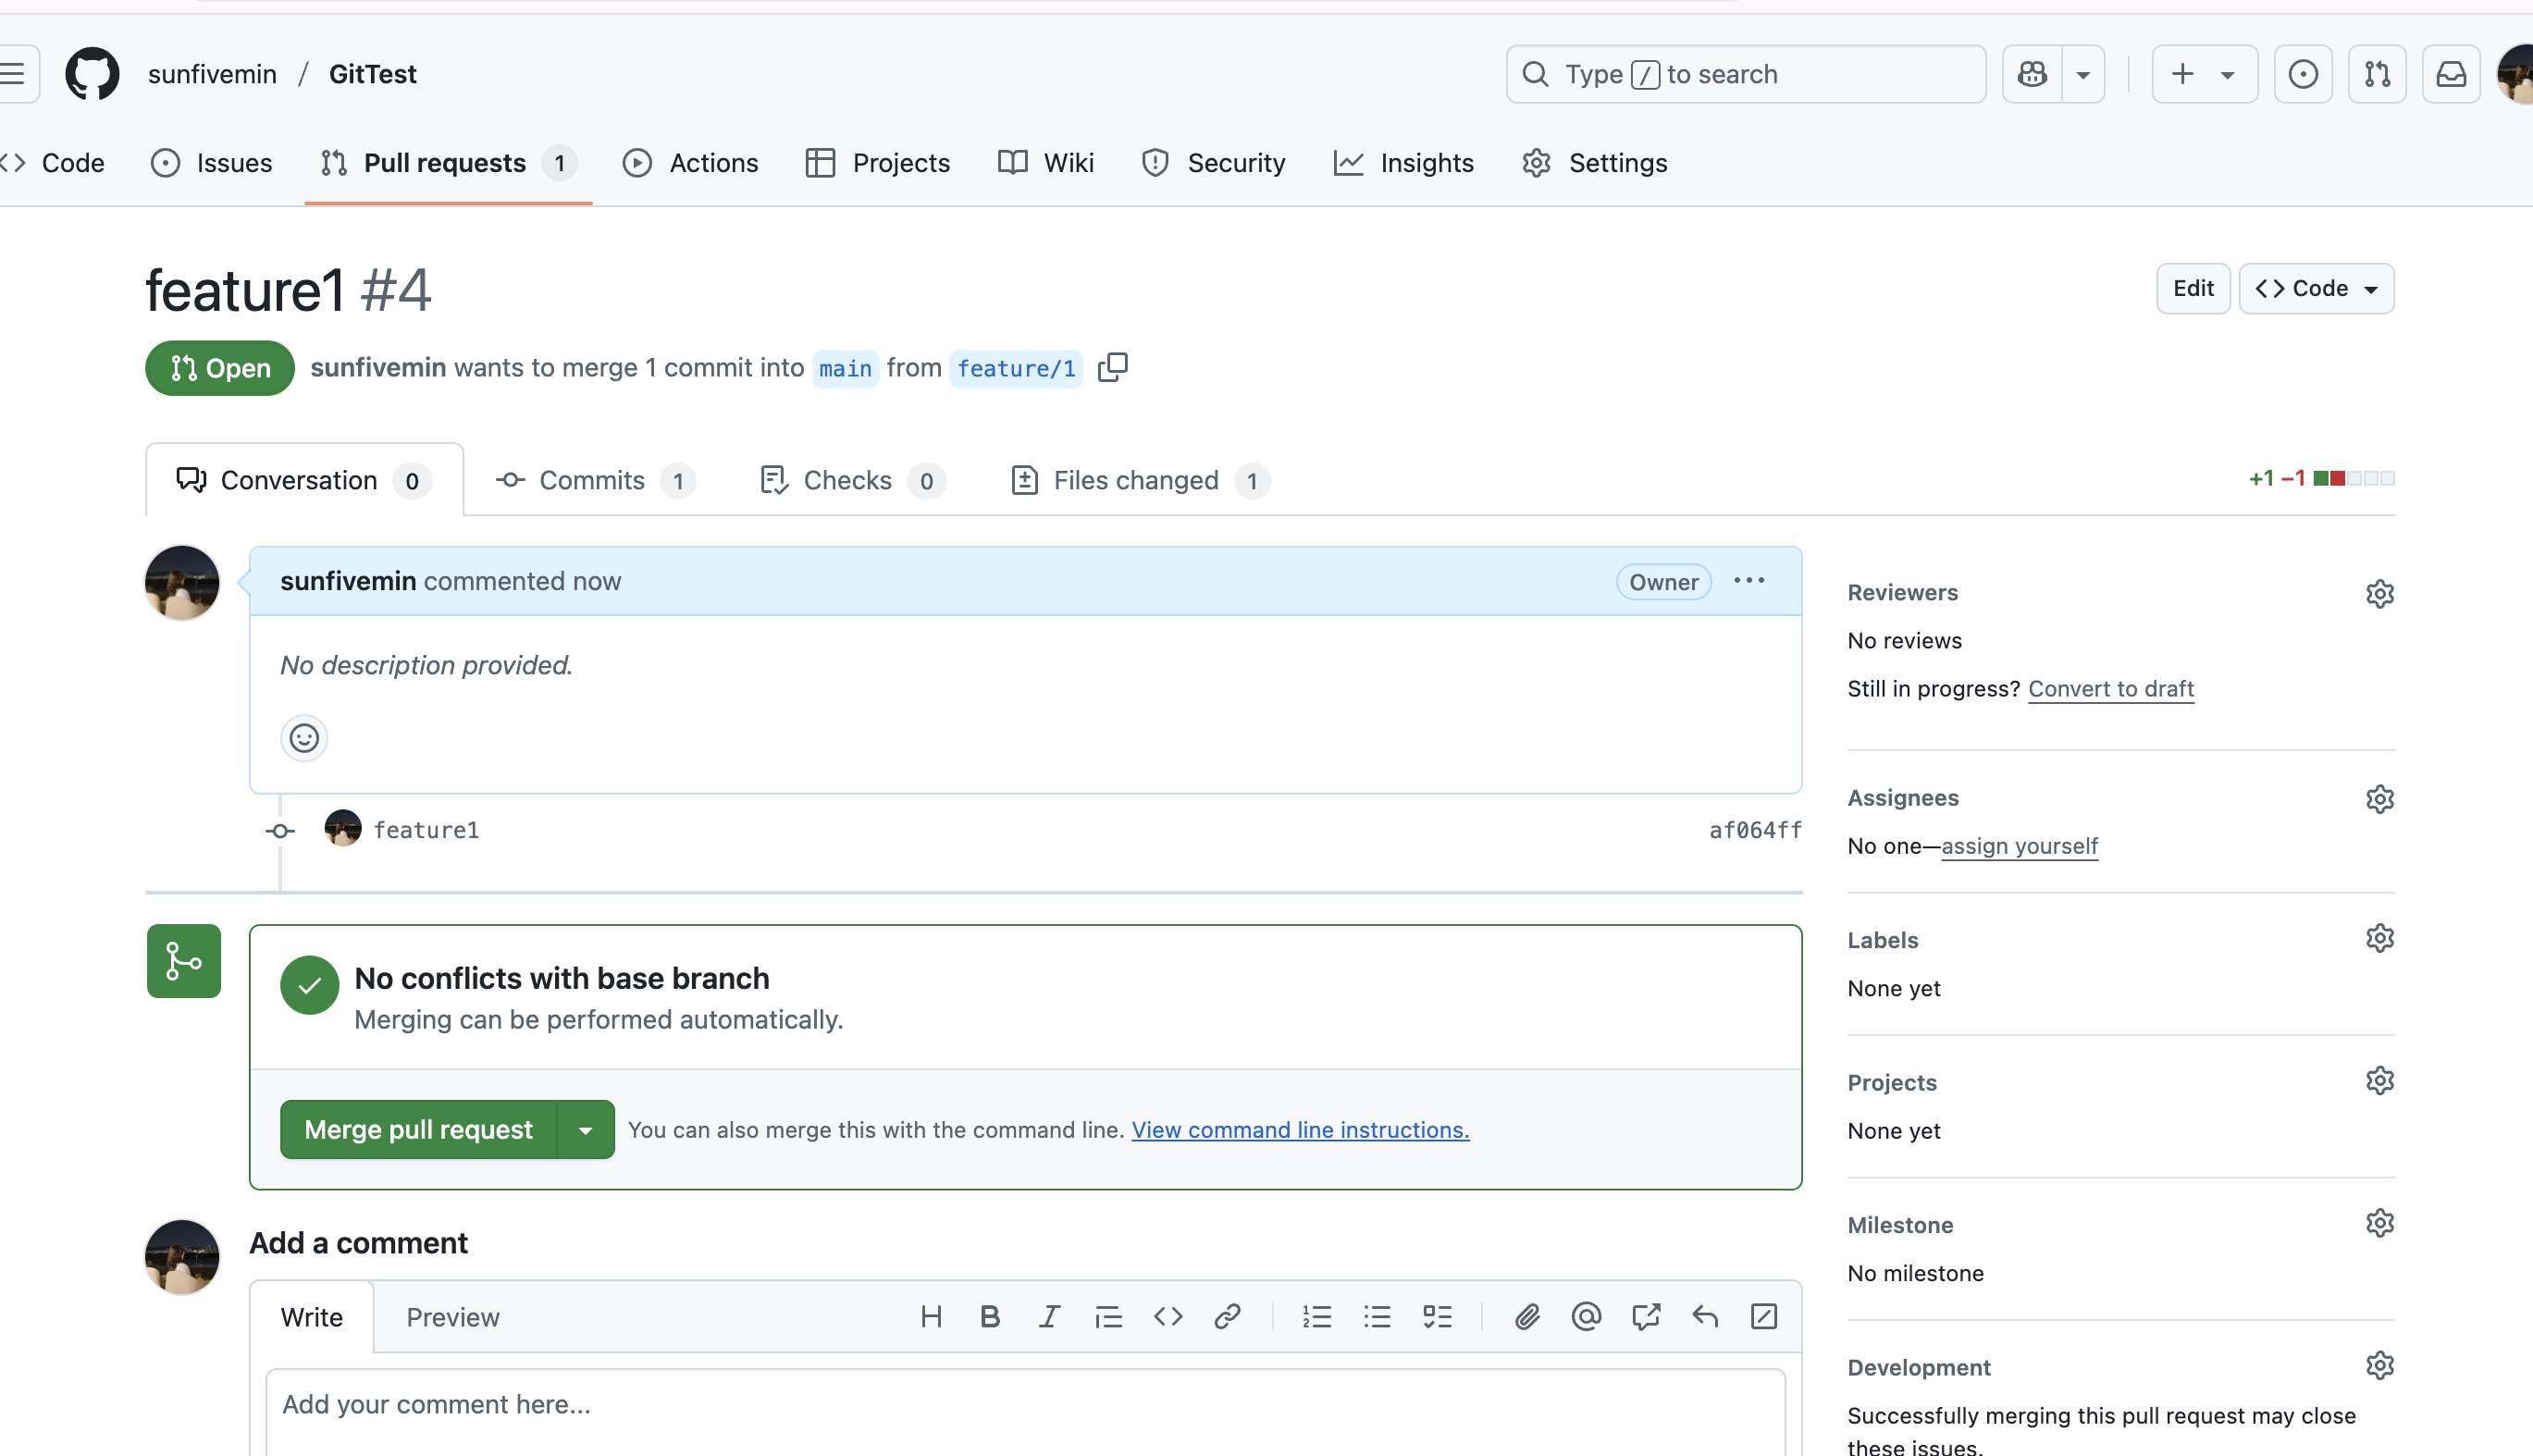 sunfivemin / GitTest
Type / to search
Code Issues Pull requests 1 Actions Projects Wiki Security Insights Settings
feature1 #4
Edit
Code
Open
sunfivemin wants to merge 1 commit into main from feature/1
Conversation 0
Commits 1
Checks 0
Files changed 1
+1 −1
sunfivemin commented now
Owner
No description provided.
feature1
af064ff
No conflicts with base branch
Merging can be performed automatically.
Merge pull request
You can also merge this with the command line. View command line instructions.
Add a comment
Write
Preview
Add your comment here...
Reviewers
No reviews
Still in progress? Convert to draft
Assignees
No one—assign yourself
Labels
None yet
Projects
None yet
Milestone
No milestone
Development
Successfully merging this pull request may close
these issues.